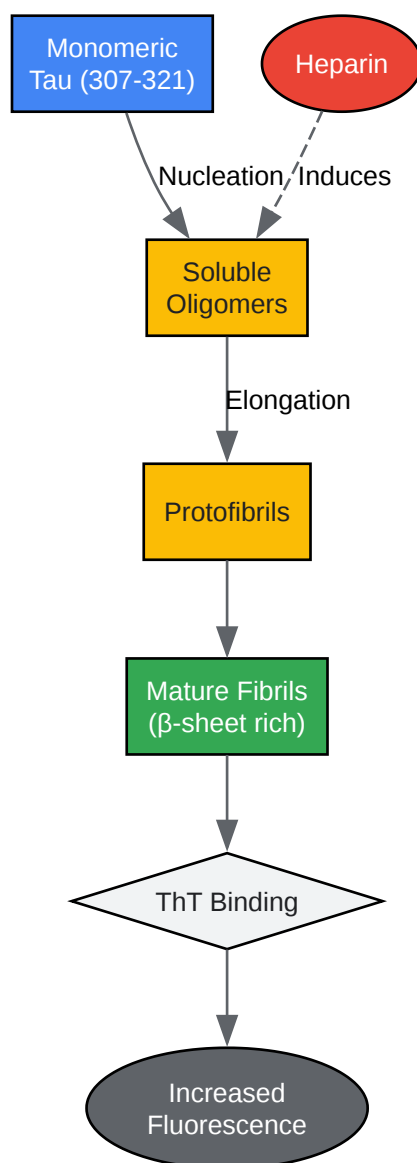 Monomeric
Tau (307-321)
Heparin
Nucleation
Induces
Soluble
Oligomers
Elongation
Protofibrils
Mature Fibrils
(β-sheet rich)
ThT Binding
Increased
Fluorescence